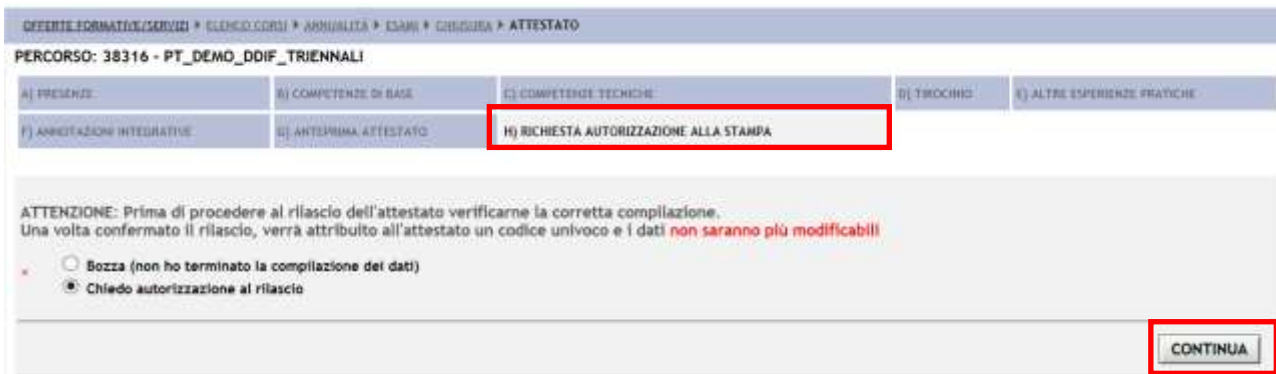 OFFERTE FORMATIVE/SERVIZI ▸ ELENCO CORSI ▸ ANNUALITÀ ▸ ESAMI ▸ CHIUSURA ▸ ATTESTATO
PERCORSO: 38316 - PT_DEMO_DDIF_TRIENNALI
A) PRESENZE B) COMPETENZE DI BASE C) COMPETENZE TECNICHE D) TIROCINIO E) ALTRE ESPERIENZE PRATICHE
F) ANNOTAZIONI INTEGRATIVE G) ANTEPRIMA ATTESTATO H) RICHIESTA AUTORIZZAZIONE ALLA STAMPA
ATTENZIONE: Prima di procedere al rilascio dell'attestato verificarne la corretta compilazione.
Una volta confermato il rilascio, verrà attribuito all'attestato un codice univoco e i dati non saranno più modificabili
* Bozza (non ho terminato la compilazione dei dati)
Chiedo autorizzazione al rilascio
CONTINUA